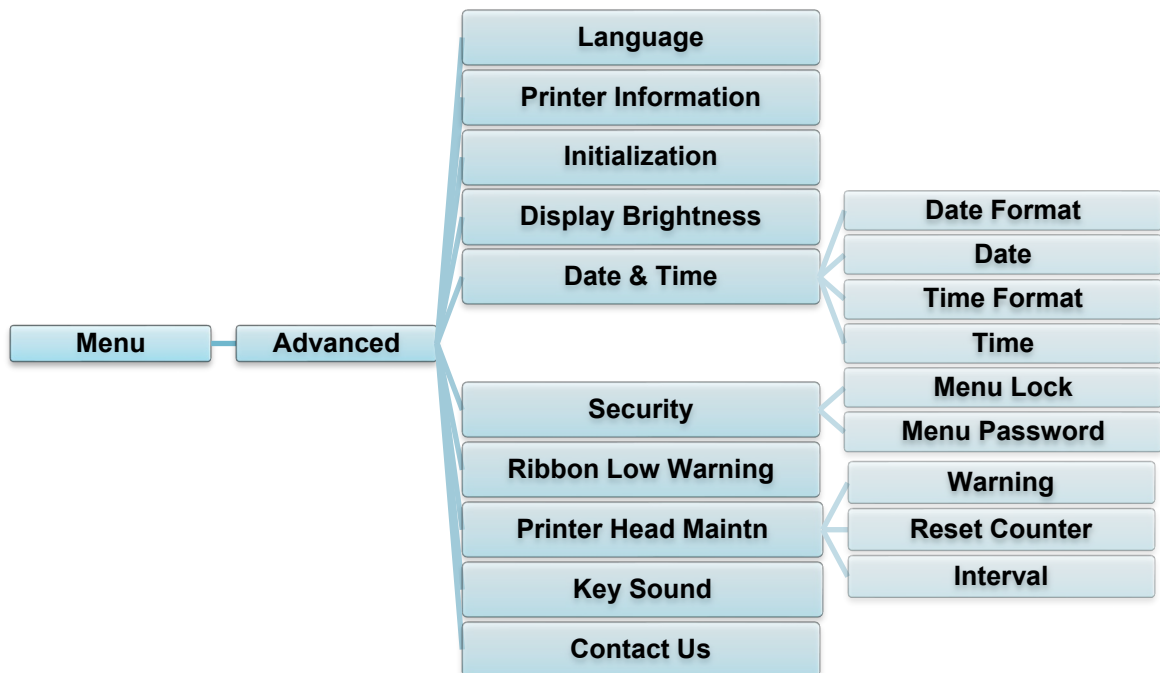 Menu
Advanced
Language
Printer Information
Initialization
Display Brightness
Date & Time
Date Format
Date
Time Format
Time
Security
Menu Lock
Menu Password
Ribbon Low Warning
Printer Head Maintn
Warning
Reset Counter
Interval
Key Sound
Contact Us